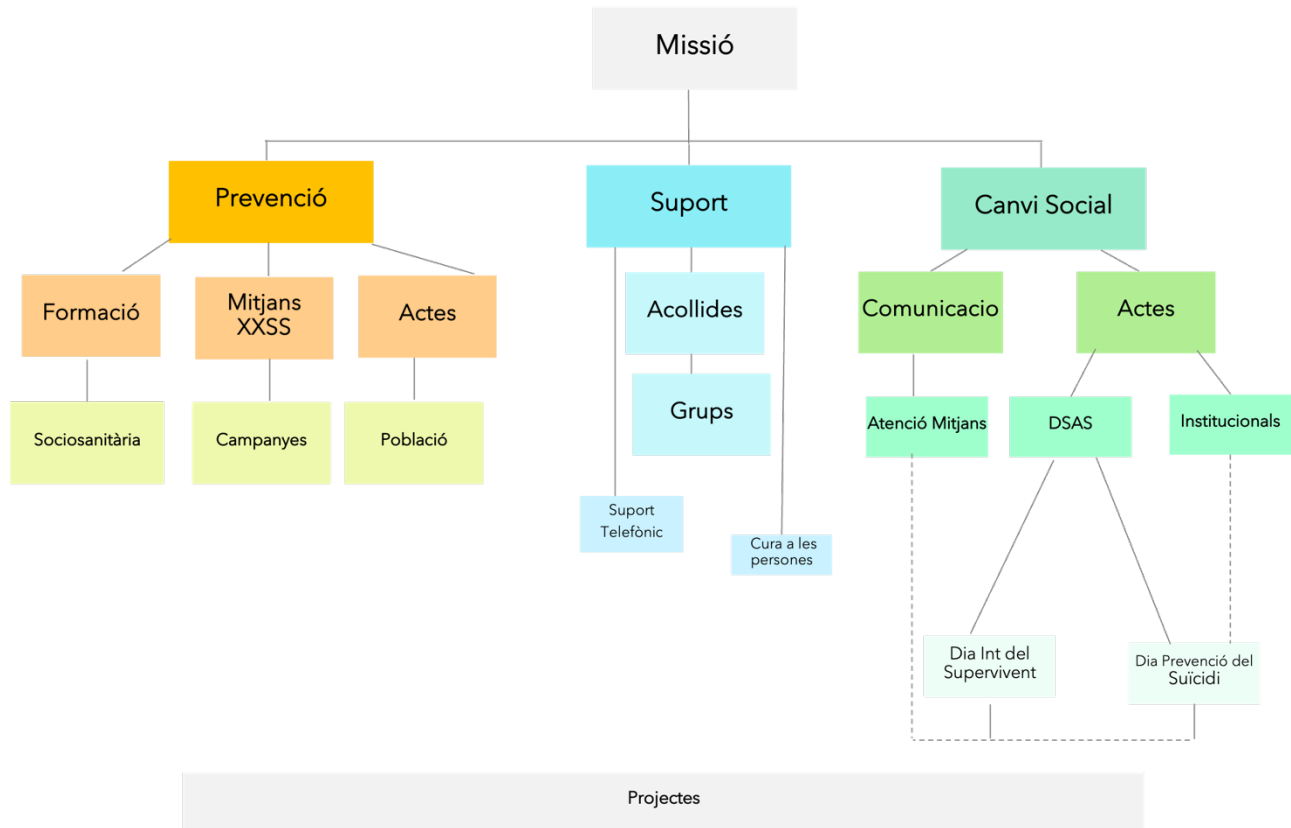 Missió
Prevenció
Suport
Canvi Social
Formació
Mitjans
XXSS
Actes
Acollides
Comunicacio
Actes
Sociosanitària
Campanyes
Població
Grups
Atenció Mitjans
DSAS
Institucionals
Suport
Telefònic
Cura a les
persones
Dia Int del
Supervivent
Dia Prevenció del
Suïcidi
Projectes